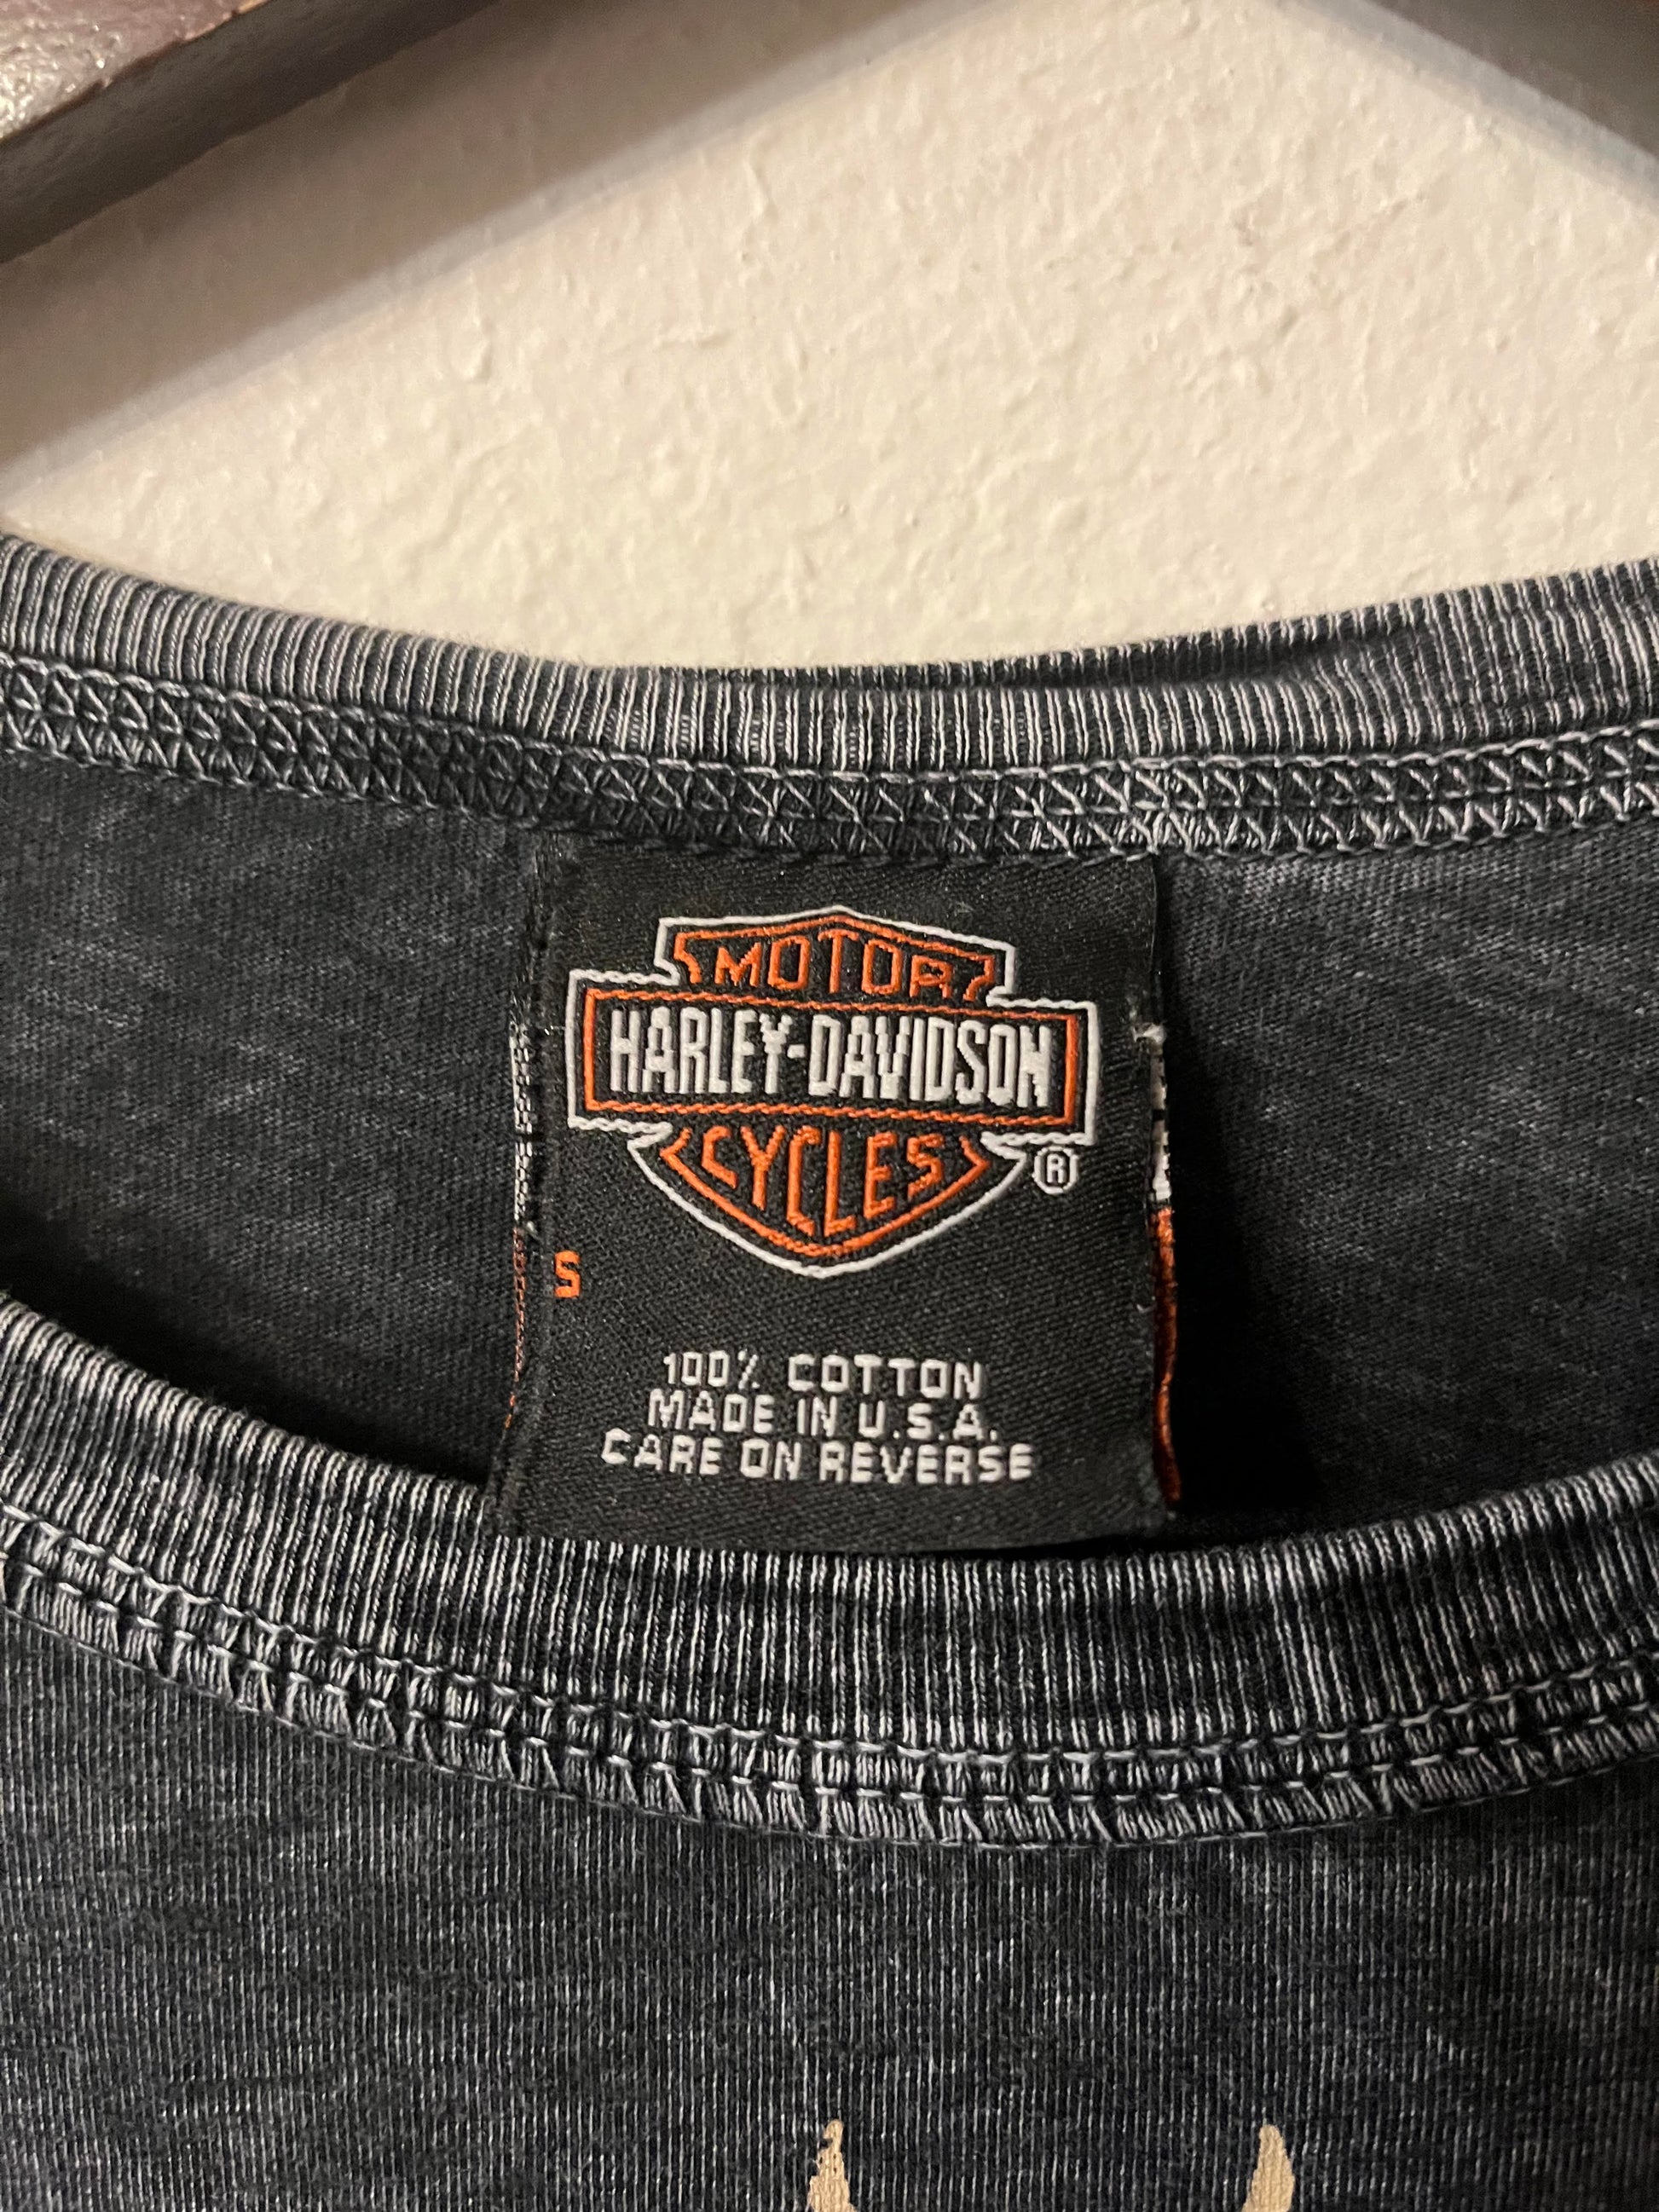 MOTOR
HARLEY-DAVIDSON
CYCLES
®
S
100% COTTON
MADE IN U.S.A.
CARE ON REVERSE